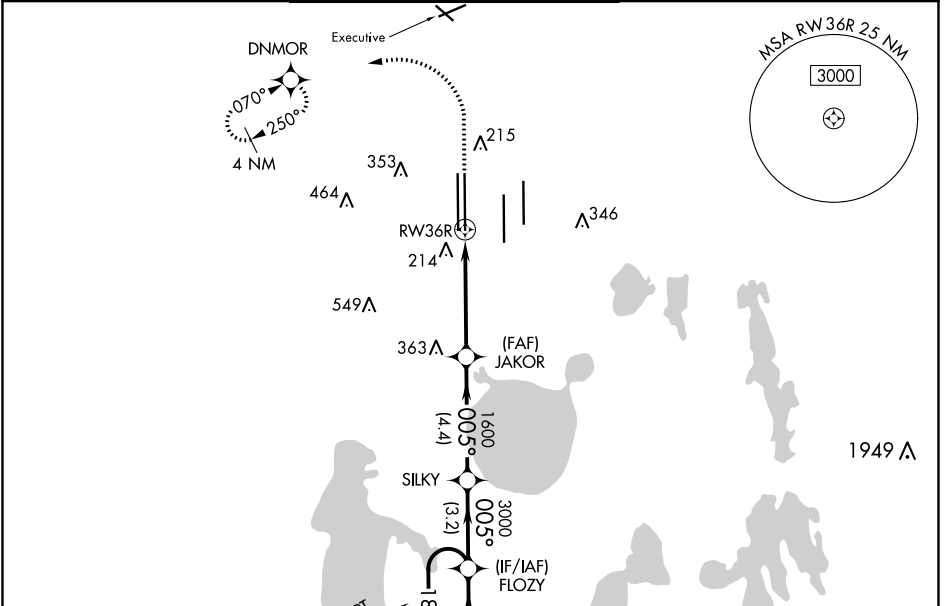 Executive
MSA RW36R 25 NM
DNMOR
3000
070°
250°
215
4 NM
353
464
346
RW36R
214
549
363
(FAF)
JAKOR
1600
005°
(4.4)
1949
SILKY
3000
005°
(3.2)
(IF/IAF)
FLOZY